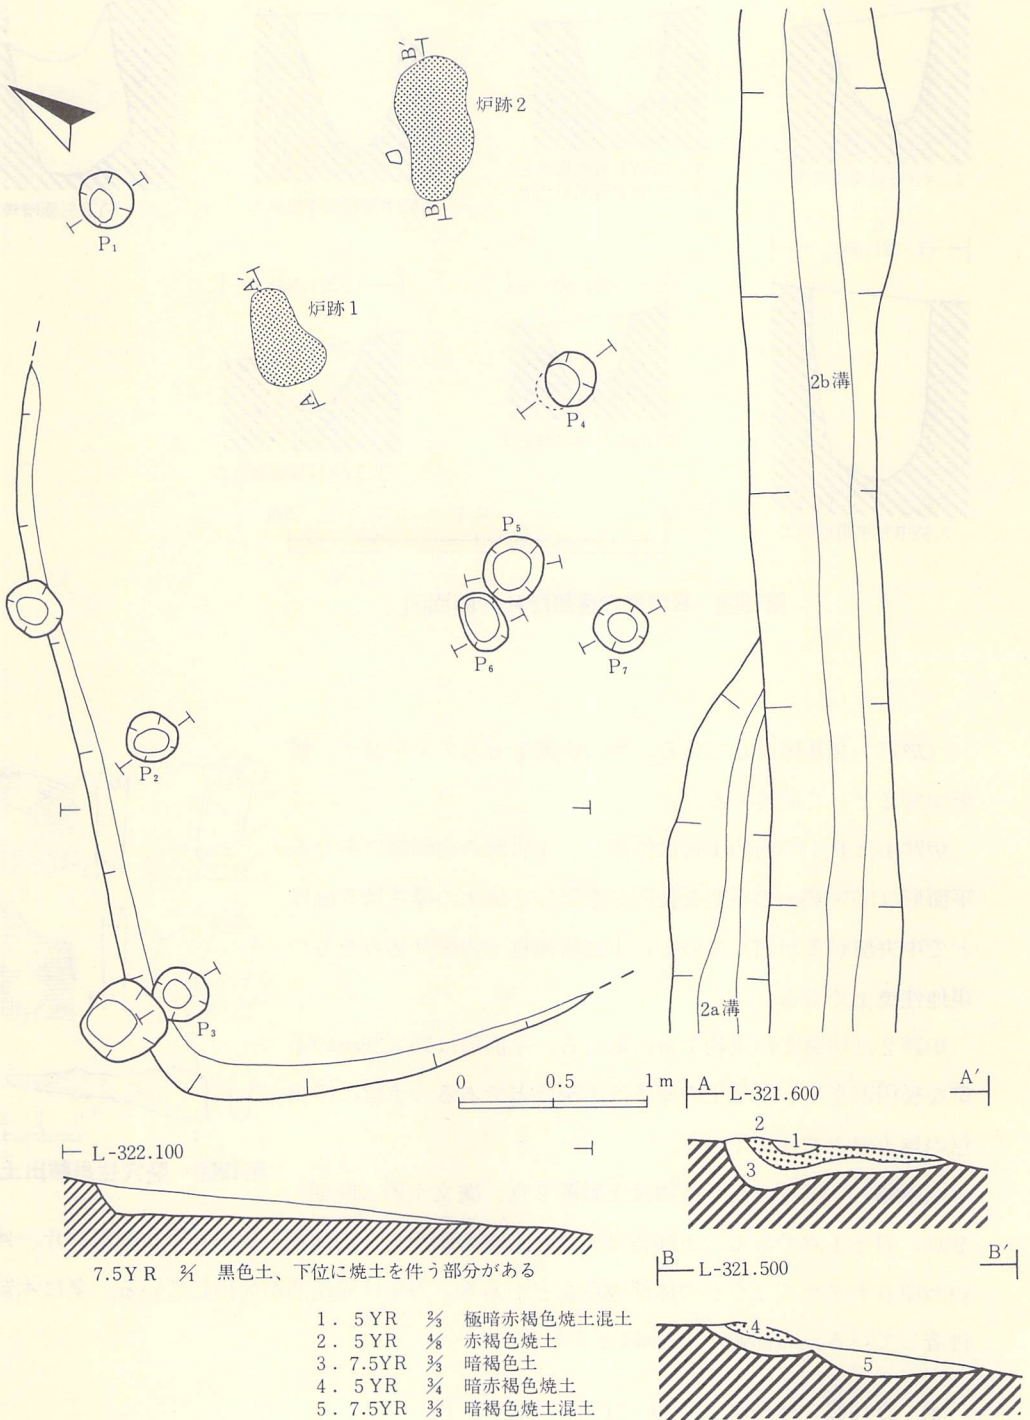 B′
炉跡2
B
P₁
A′
炉跡1
A
P₄
2b溝
P₅
P₆
P₇
P₂
P₃
2a溝
0 0.5 1m
A L-321.600 A′
2
1
3
L-322.100
7.5YR 2/1 黒色土、下位に焼土を伴う部分がある
B L-321.500 B′
4
5
1. 5YR 2/3 極暗赤褐色焼土混土
2. 5YR 4/8 赤褐色焼土
3. 7.5YR 3/3 暗褐色土
4. 5YR 3/4 暗赤褐色焼土
5. 7.5YR 3/3 暗褐色焼土混土